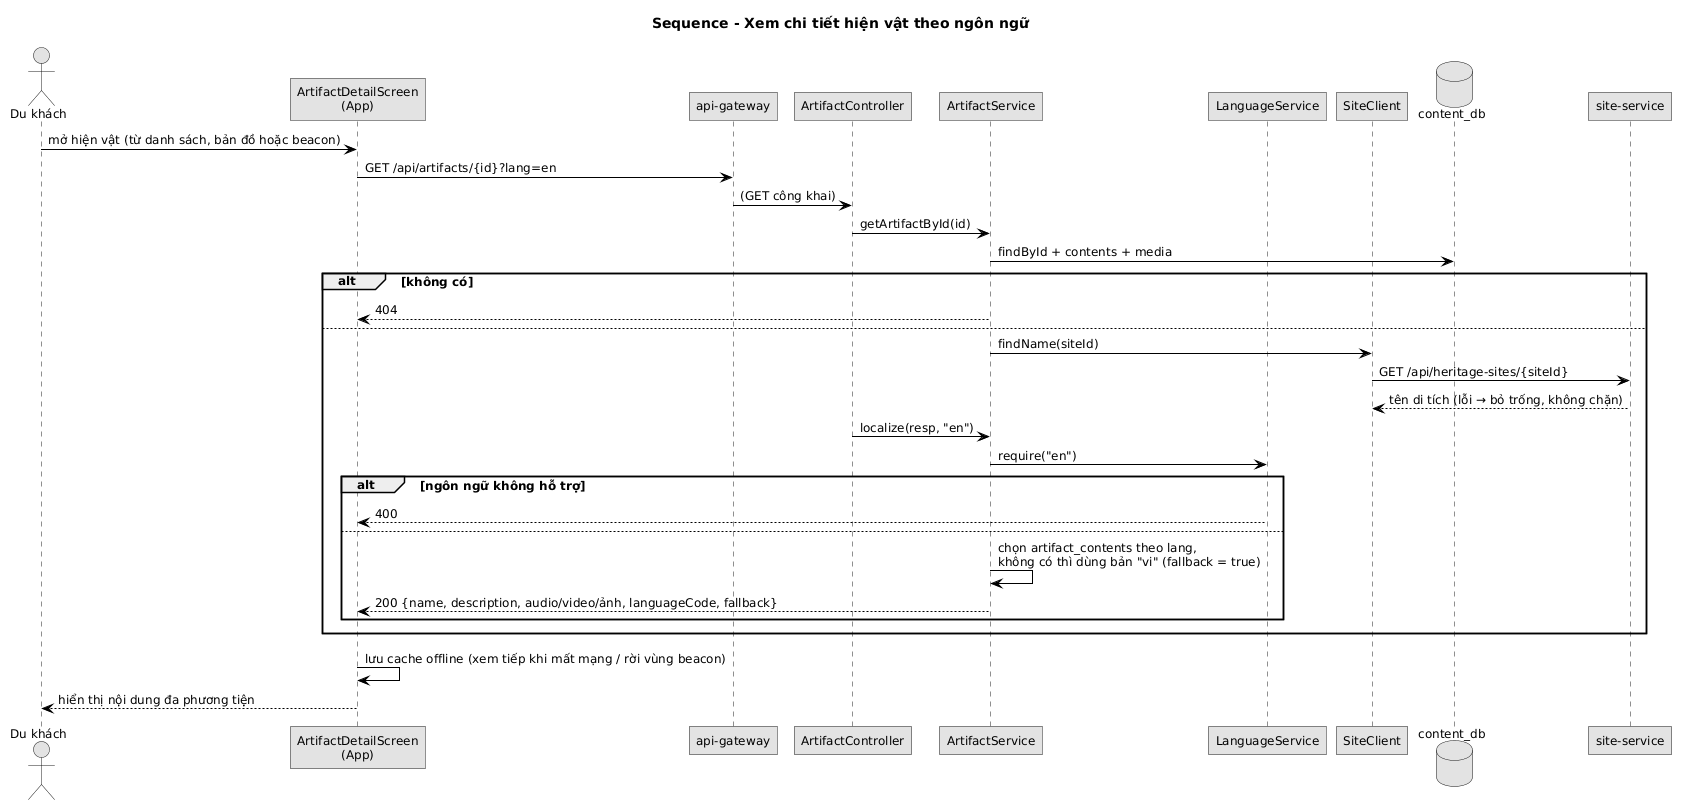 Sequence - Xem chi tiết hiện vật theo ngôn ngữ
Du khách
ArtifactDetailScreen
(App)
api-gateway
ArtifactController
ArtifactService
LanguageService
SiteClient
content_db
site-service
mở hiện vật (từ danh sách, bản đồ hoặc beacon)
GET /api/artifacts/{id}?lang=en
(GET công khai)
getArtifactById(id)
findById + contents + media
alt
[không có]
404
findName(siteId)
GET /api/heritage-sites/{siteId}
tên di tích (lỗi → bỏ trống, không chặn)
localize(resp, "en")
require("en")
alt
[ngôn ngữ không hỗ trợ]
400
chọn artifact_contents theo lang,
không có thì dùng bản "vi" (fallback = true)
200 {name, description, audio/video/ảnh, languageCode, fallback}
lưu cache offline (xem tiếp khi mất mạng / rời vùng beacon)
hiển thị nội dung đa phương tiện
Du khách
ArtifactDetailScreen
(App)
api-gateway
ArtifactController
ArtifactService
LanguageService
SiteClient
content_db
site-service